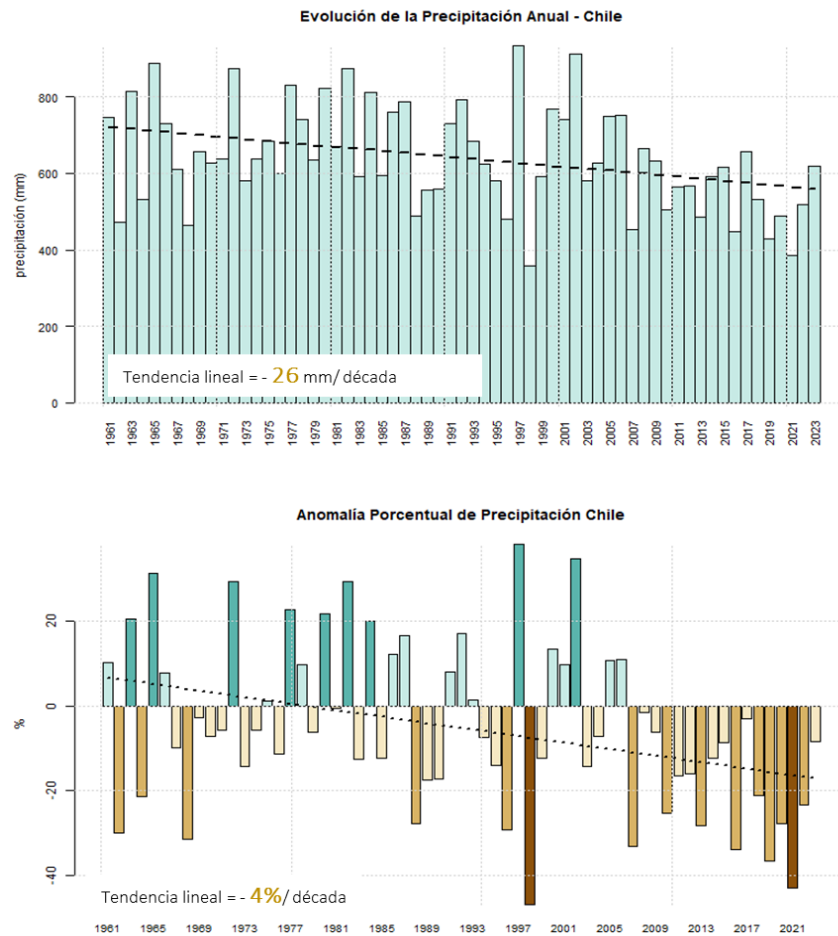 Evolución de la Precipitación Anual - Chile
precipitación (mm)
800
600
400
200
0
Tendencia lineal = - 26 mm/ década
1961 1963 1965 1967 1969 1971 1973 1975 1977 1979 1981 1983 1985 1987 1989 1991 1993 1995 1997 1999 2001 2003 2005 2007 2009 2011 2013 2015 2017 2019 2021 2023
Anomalía Porcentual de Precipitación Chile
%
20
0
-20
-40
Tendencia lineal = - 4%/ década
1961 1965 1969 1973 1977 1981 1985 1989 1993 1997 2001 2005 2009 2013 2017 2021